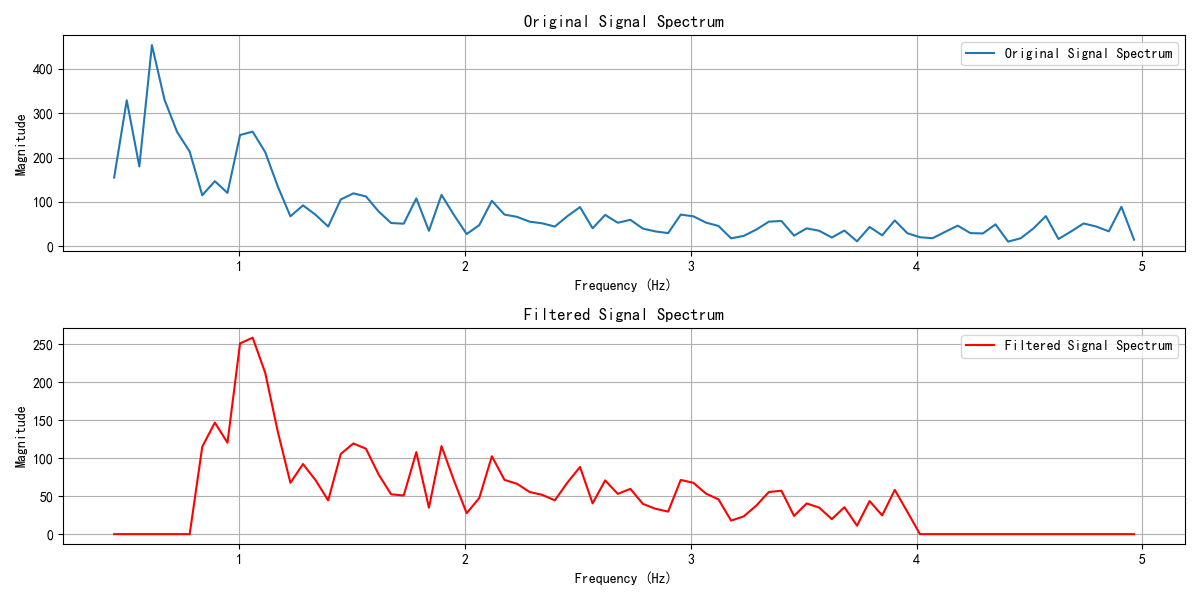 Original Signal Spectrum
Original Signal Spectrum
400
300
200
100
0
Magnitude
1 2 3 4 5
Frequency (Hz)
Filtered Signal Spectrum
Filtered Signal Spectrum
250
200
150
100
50
0
Magnitude
1 2 3 4 5
Frequency (Hz)